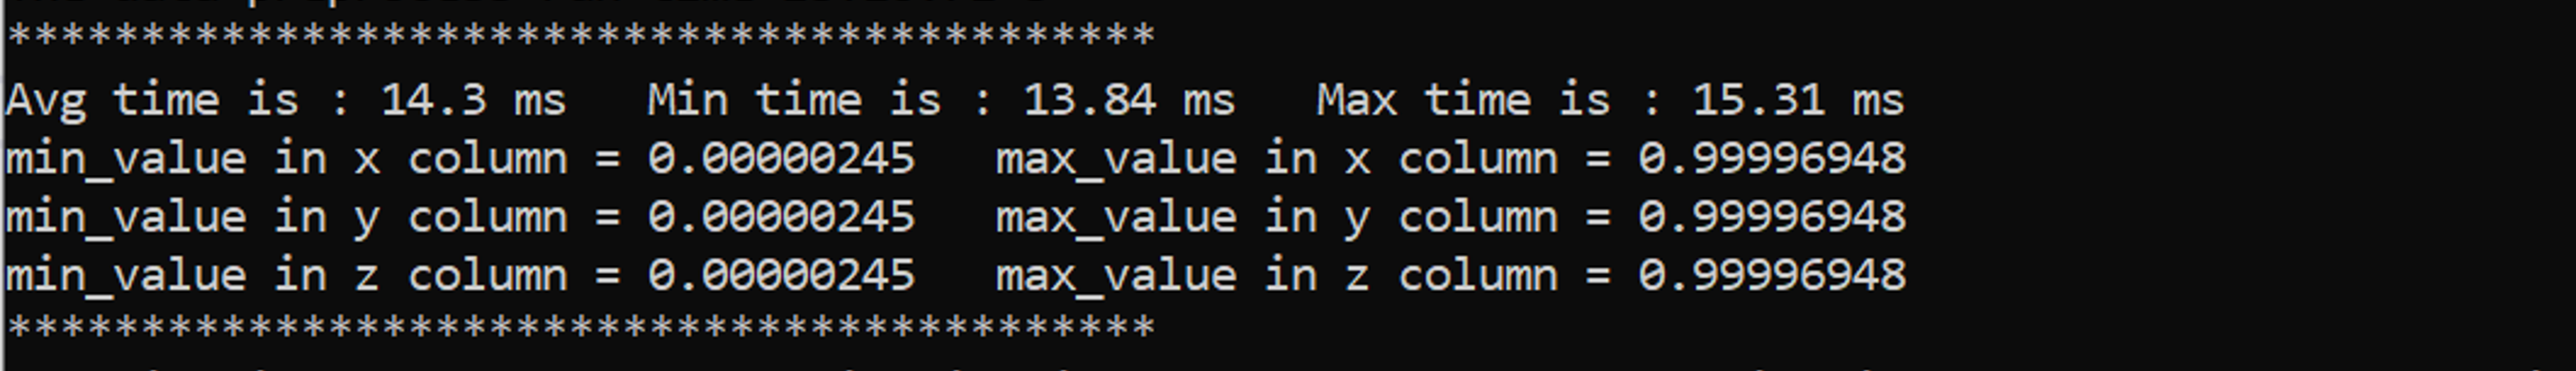 *******************************************
Avg time is : 14.3 ms   Min time is : 13.84 ms   Max time is : 15.31 ms
min_value in x column = 0.00000245   max_value in x column = 0.99996948
min_value in y column = 0.00000245   max_value in y column = 0.99996948
min_value in z column = 0.00000245   max_value in z column = 0.99996948
*******************************************